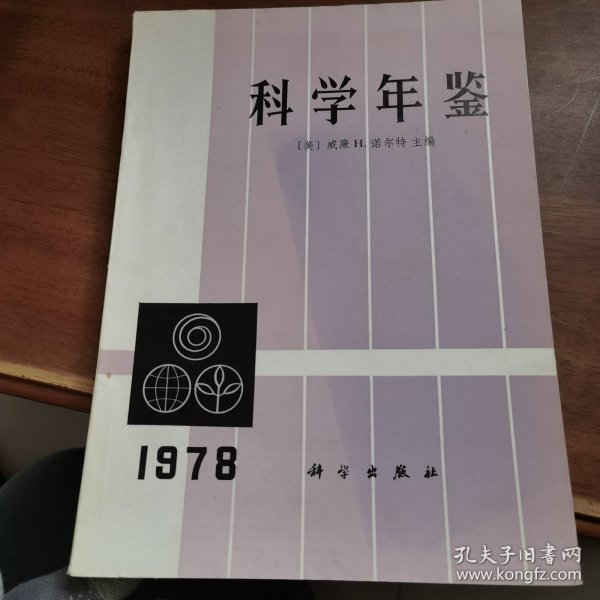 科学年鉴
〔美〕威廉 H. 诺尔特 主编
1978
科学出版社
孔夫子旧书网
www.kongfz.com